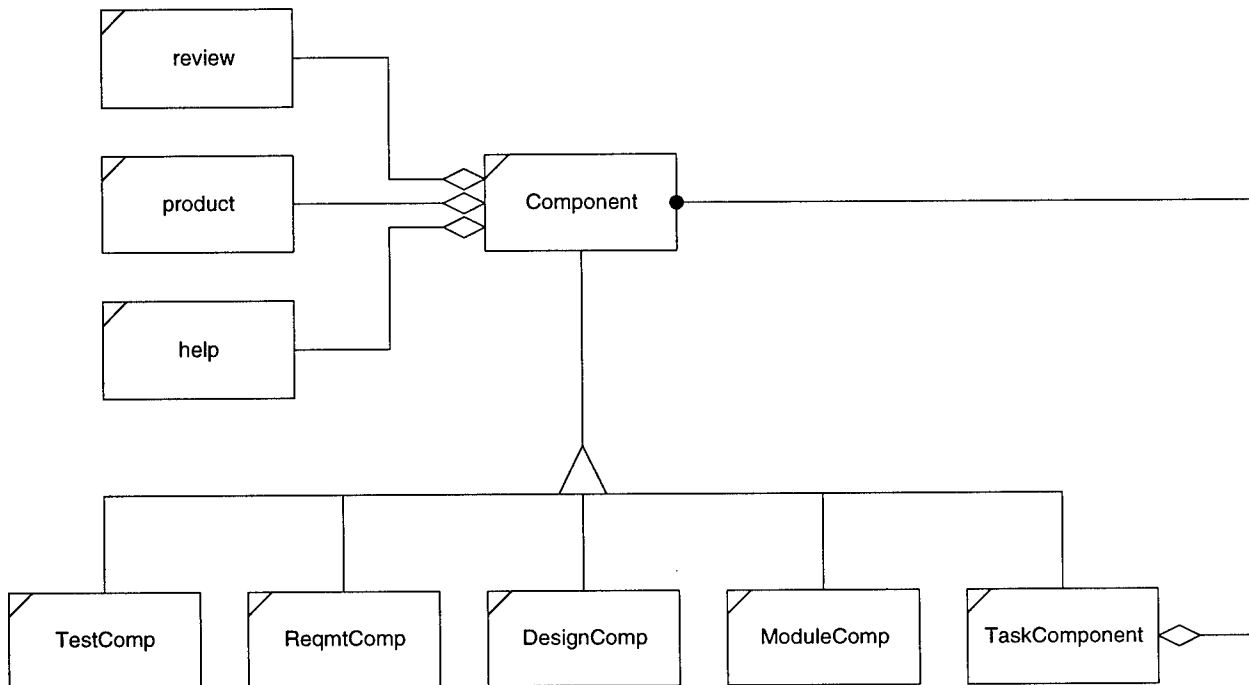 review
product
Component
help
TestComp
ReqmtComp
DesignComp
ModuleComp
TaskComponent